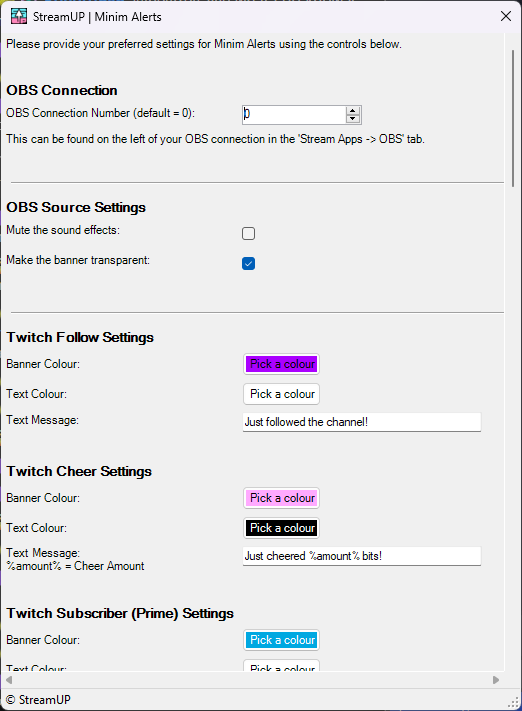 StreamUP | Minim Alerts
Please provide your preferred settings for Minim Alerts using the controls below.
OBS Connection
OBS Connection Number (default = 0):
0
This can be found on the left of your OBS connection in the 'Stream Apps -> OBS' tab.
OBS Source Settings
Mute the sound effects:
Make the banner transparent:
Twitch Follow Settings
Banner Colour:
Pick a colour
Text Colour:
Pick a colour
Text Message:
Just followed the channel!
Twitch Cheer Settings
Banner Colour:
Pick a colour
Text Colour:
Pick a colour
Text Message:
%amount% = Cheer Amount
Just cheered %amount% bits!
Twitch Subscriber (Prime) Settings
Banner Colour:
Pick a colour
Text Colour:
Pick a colour
© StreamUP